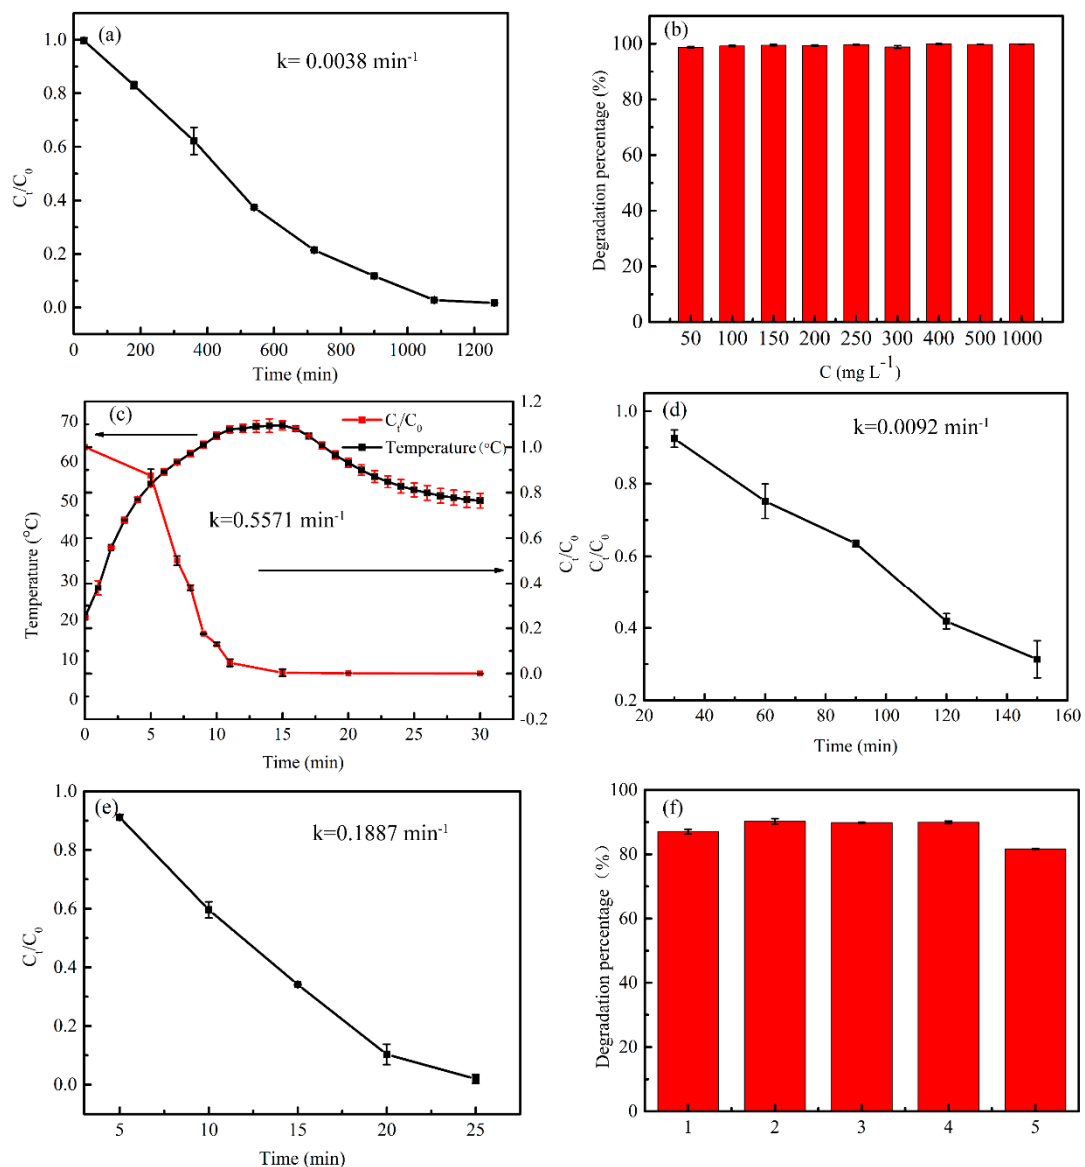 (a)
k= 0.0038 min-1
1.0
0.8
0.6
0.4
0.2
0.0
Ct/C0
0 200 400 600 800 1000 1200
Time (min)
(b)
100
80
60
40
20
0
Degradation percentage (%)
50 100 150 200 250 300 400 500 1000
C (mg L-1)
(c)
Ct/C0
Temperature (°C)
k=0.5571 min-1
70
60
50
40
30
20
10
0
Temperature (°C)
1.2
1.0
0.8
0.6
0.4
0.2
0.0
-0.2
Ct/C0
0 5 10 15 20 25 30
Time (min)
(d)
k=0.0092 min-1
1.0
0.8
0.6
0.4
0.2
Ct/C0
20 40 60 80 100 120 140 160
Time (min)
(e)
k=0.1887 min-1
1.0
0.8
0.6
0.4
0.2
0.0
Ct/C0
5 10 15 20 25
Time (min)
(f)
100
80
60
40
20
0
Degradation percentage（%）
1 2 3 4 5